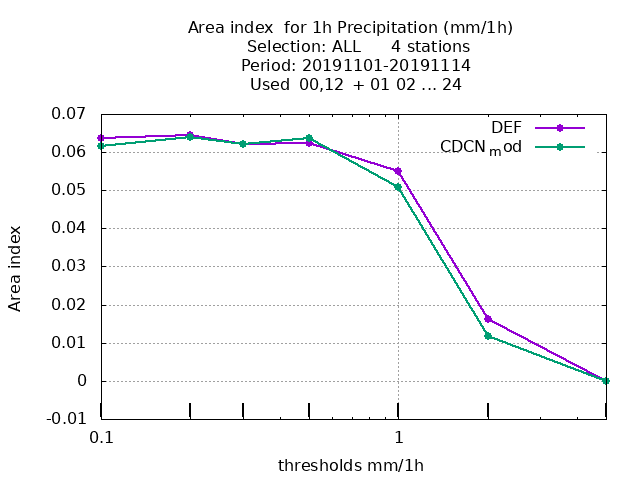 Area index for 1h Precipitation (mm/1h)
Selection: ALL 4 stations
Period: 20191101-20191114
Used 00,12 + 01 02 ... 24
0.07
0.06
0.05
0.04
0.03
0.02
0.01
0
-0.01
Area index
DEF
CDCNmod
0.1
1
thresholds mm/1h